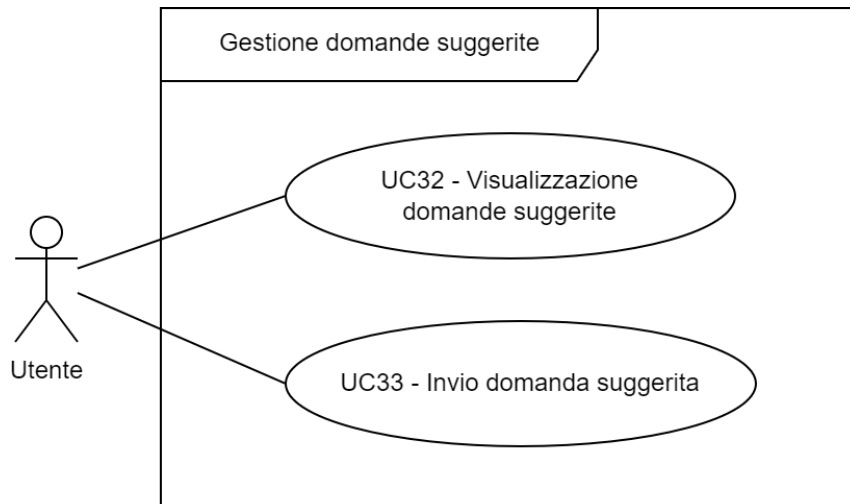 Gestione domande suggerite
UC32 - Visualizzazione
domande suggerite
Utente
UC33 - Invio domanda suggerita